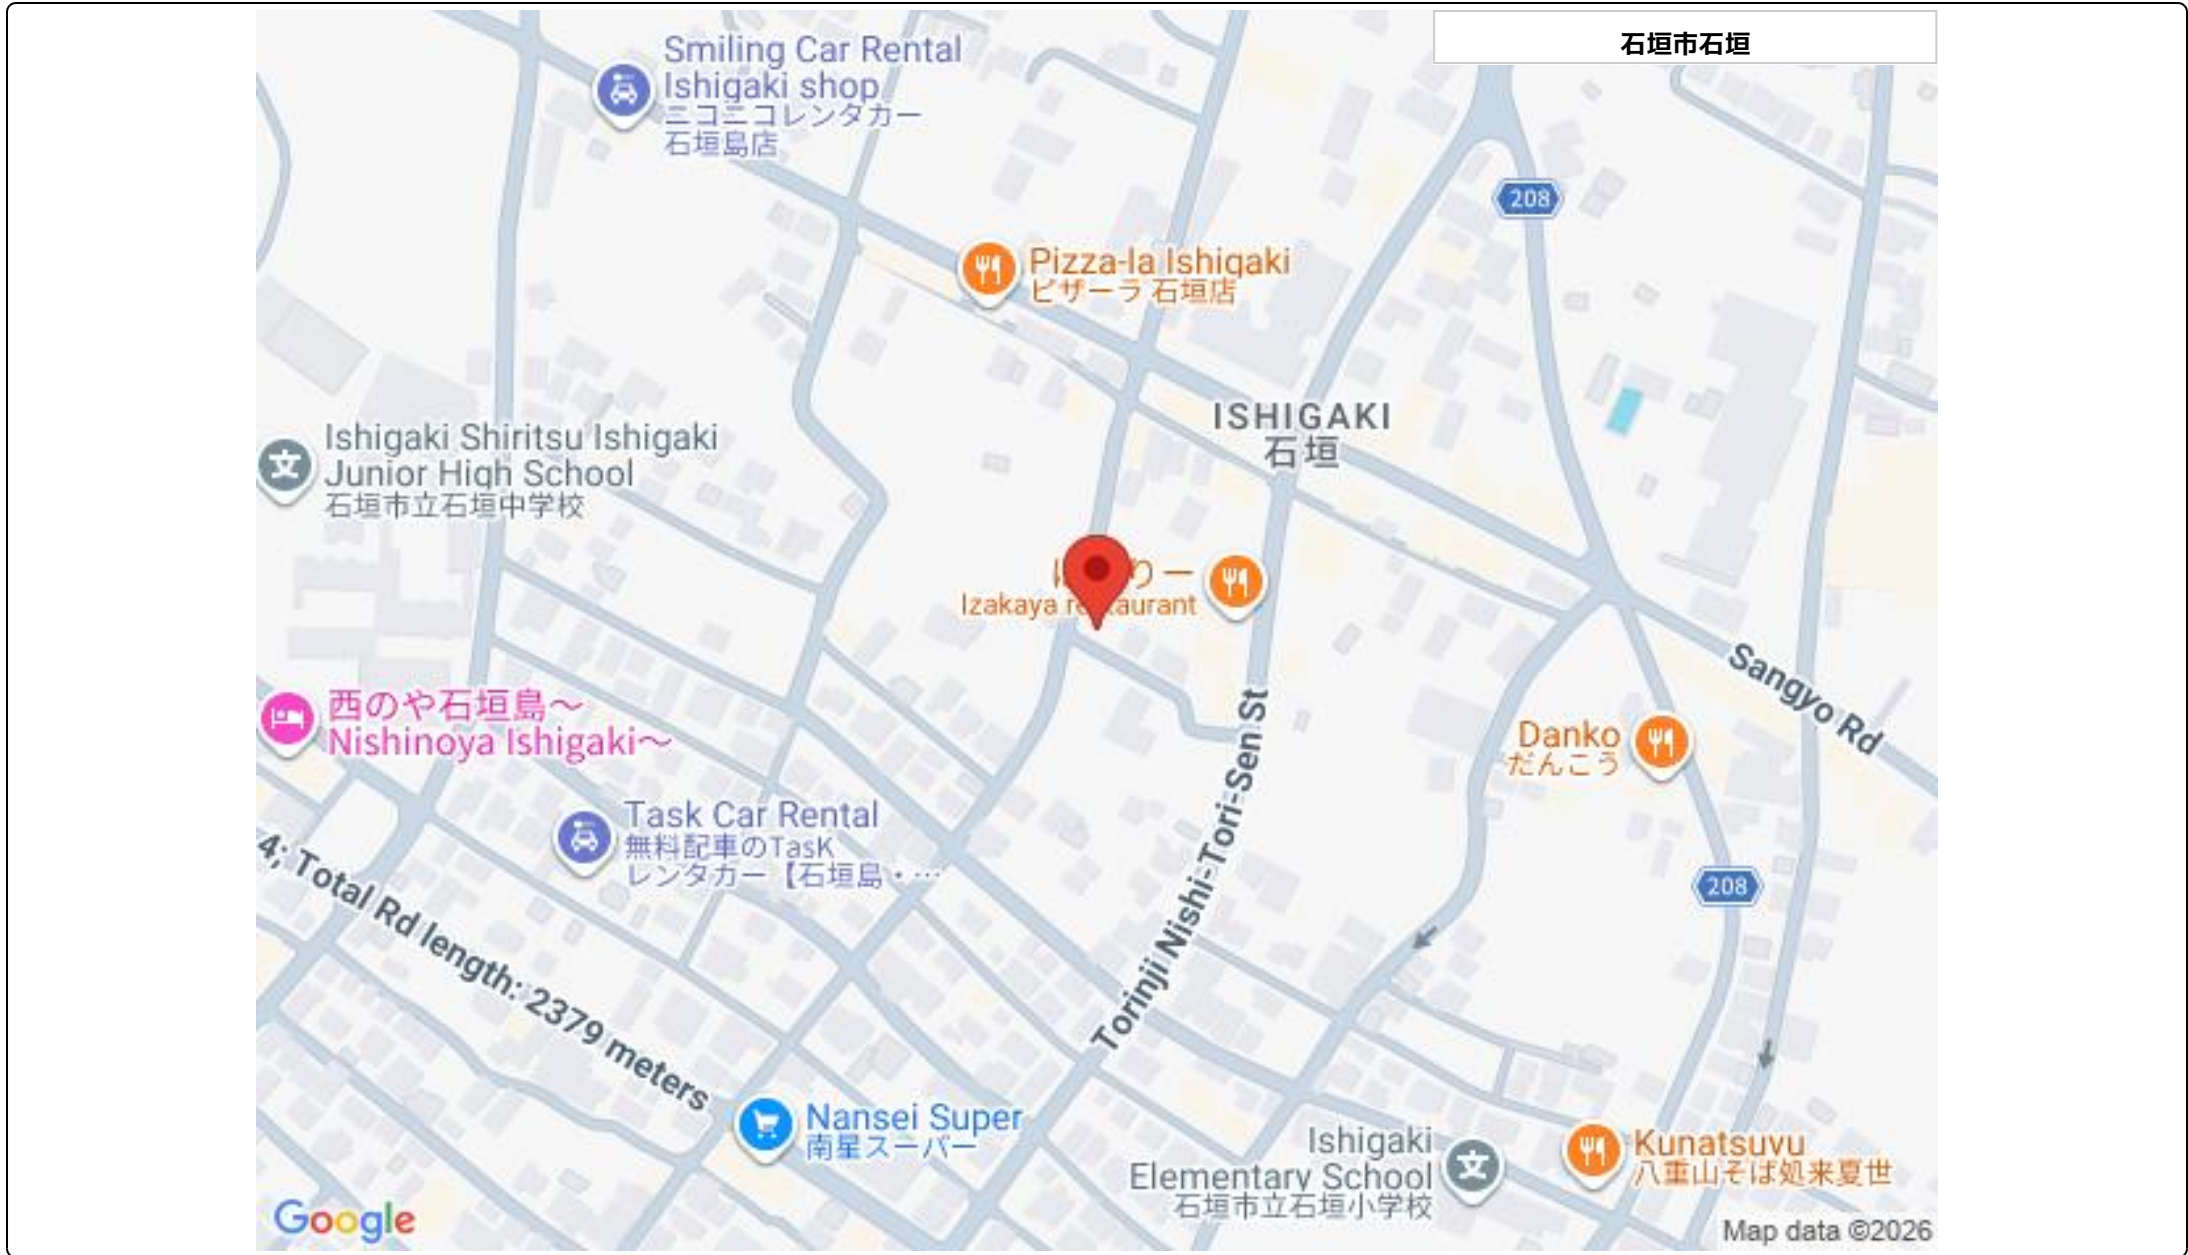 石垣市石垣
Smiling Car Rental
Ishigaki shop
ニコニコレンタカー
石垣島店
208
Pizza-la Ishigaki
ピザーラ 石垣店
ISHIGAKI
石垣
Ishigaki Shiritsu Ishigaki
Junior High School
石垣市立石垣中学校
りー
Izakaya restaurant
Sangyo Rd
西のや石垣島〜
Nishinoya Ishigaki〜
Torinji Nishi-Tori-Sen St
Danko
だんこう
Task Car Rental
無料配車のTasK
レンタカー【石垣島・…
4; Total Rd length: 2379 meters
208
Nansei Super
南星スーパー
Ishigaki
Elementary School
石垣市立石垣小学校
Kunatsuvu
八重山そば処来夏世
Google
Map data ©2026